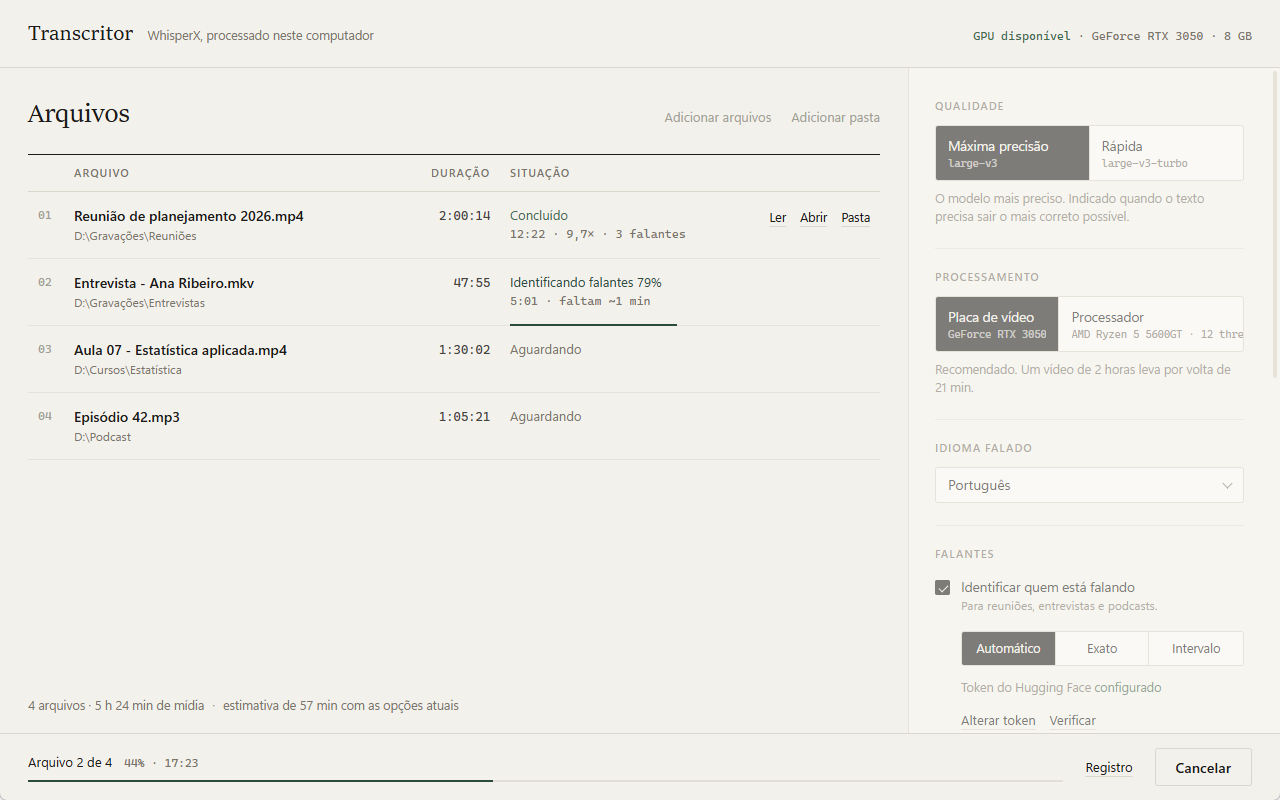 Transcritor WhisperX, processado neste computador
GPU disponível · GeForce RTX 3050 · 8 GB
Arquivos
Adicionar arquivos Adicionar pasta
ARQUIVO DURAÇÃO SITUAÇÃO
01 Reunião de planejamento 2026.mp4 2:00:14 Concluído Ler Abrir Pasta
D:\Gravações\Reuniões 12:22 · 9,7× · 3 falantes
02 Entrevista - Ana Ribeiro.mkv 47:55 Identificando falantes 79%
D:\Gravações\Entrevistas 5:01 · faltam ~1 min
03 Aula 07 - Estatística aplicada.mp4 1:30:02 Aguardando
D:\Cursos\Estatística
04 Episódio 42.mp3 1:05:21 Aguardando
D:\Podcast
4 arquivos · 5 h 24 min de mídia · estimativa de 57 min com as opções atuais
QUALIDADE
Máxima precisão Rápida
large-v3 large-v3-turbo
O modelo mais preciso. Indicado quando o texto
precisa sair o mais correto possível.
PROCESSAMENTO
Placa de vídeo Processador
GeForce RTX 3050 AMD Ryzen 5 5600GT · 12 thre
Recomendado. Um vídeo de 2 horas leva por volta de
21 min.
IDIOMA FALADO
Português
FALANTES
Identificar quem está falando
Para reuniões, entrevistas e podcasts.
Automático Exato Intervalo
Token do Hugging Face configurado
Alterar token Verificar
Arquivo 2 de 4 44% · 17:23
Registro Cancelar